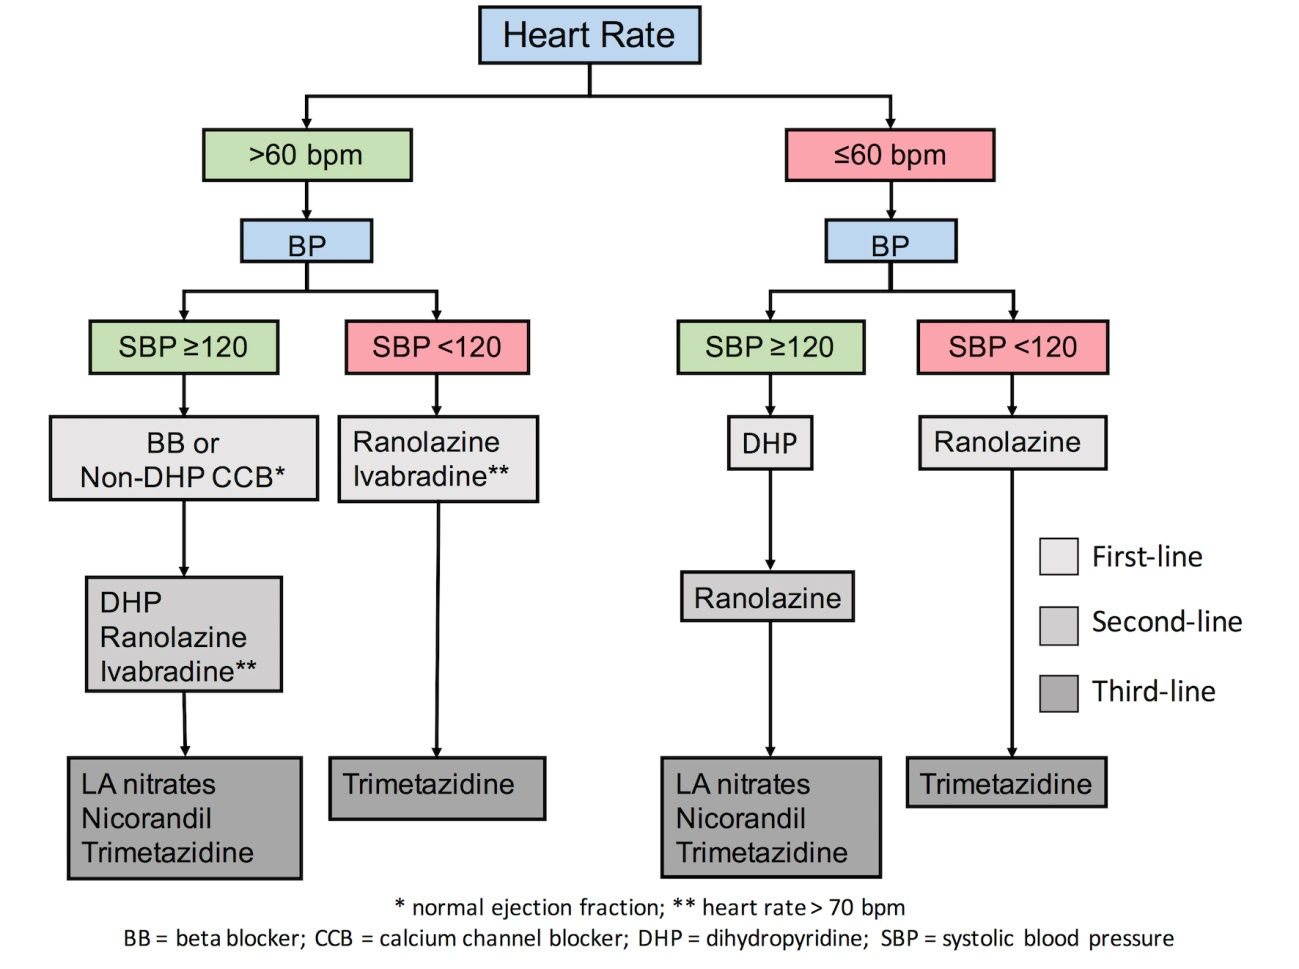 Heart Rate
>60 bpm
≤60 bpm
BP
BP
SBP ≥120
SBP <120
SBP ≥120
SBP <120
BB or
Non-DHP CCB*
Ranolazine
Ivabradine**
DHP
Ranolazine
DHP
Ranolazine
Ivabradine**
Ranolazine
First-line
Second-line
Third-line
LA nitrates
Nicorandil
Trimetazidine
Trimetazidine
LA nitrates
Nicorandil
Trimetazidine
Trimetazidine
* normal ejection fraction; ** heart rate > 70 bpm
BB = beta blocker; CCB = calcium channel blocker; DHP = dihydropyridine; SBP = systolic blood pressure